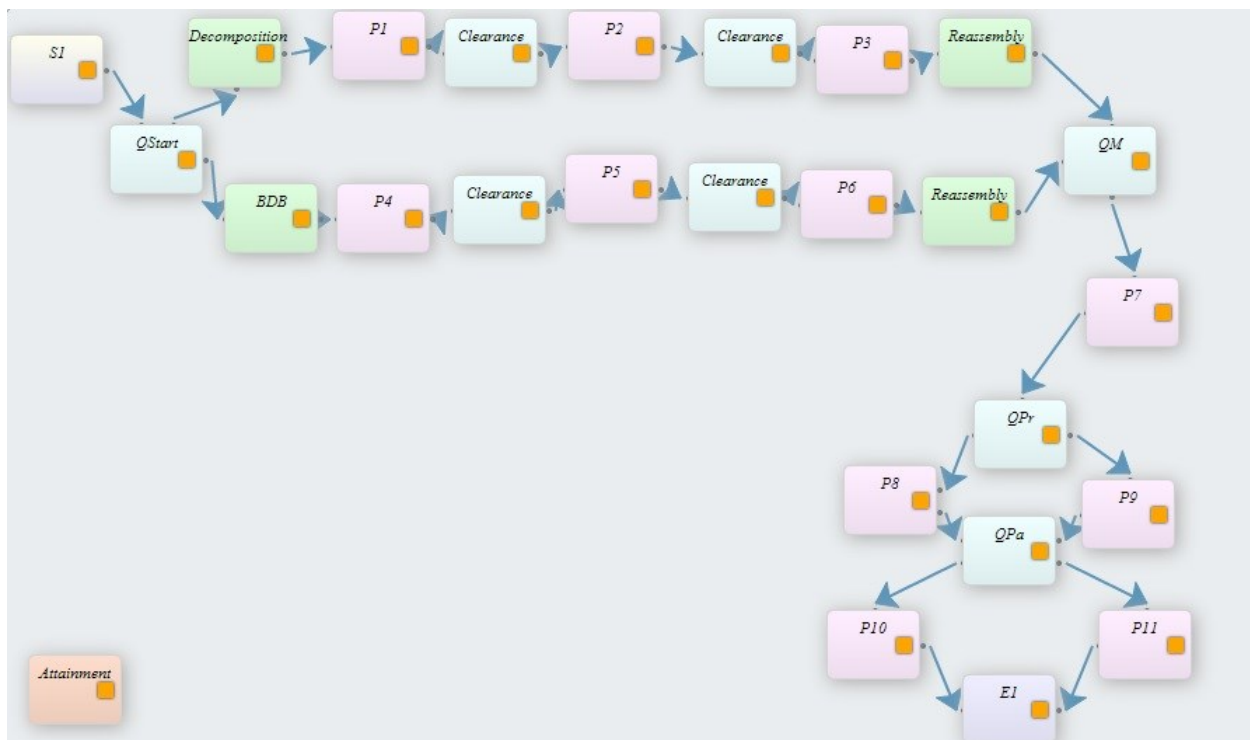 S1
Decomposition
P1
Clearance
P2
Clearance
P3
Reassembly
QStart
QM
BDB
P4
Clearance
P5
Clearance
P6
Reassembly
P7
QPr
P8
P9
QPa
P10
P11
Attainment
E1